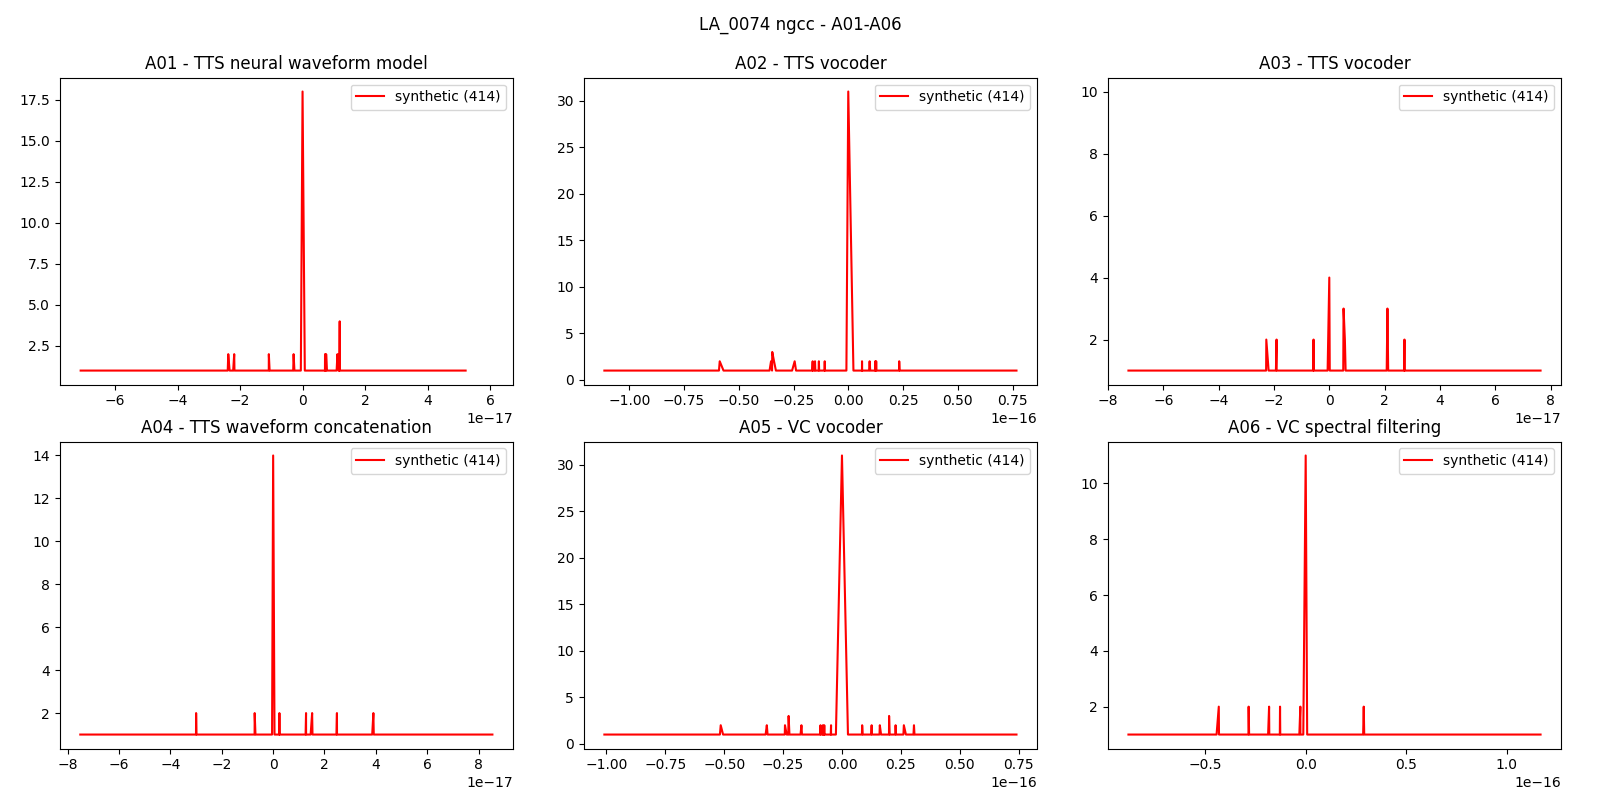 LA_0074 ngcc - A01-A06
A01 - TTS neural waveform model
synthetic (414)
17.5
15.0
12.5
10.0
7.5
5.0
2.5
−6 −4 −2 0 2 4 6
1e−17
A02 - TTS vocoder
synthetic (414)
30
25
20
15
10
5
0
−1.00 −0.75 −0.50 −0.25 0.00 0.25 0.50 0.75
1e−16
A03 - TTS vocoder
synthetic (414)
10
8
6
4
2
−8 −6 −4 −2 0 2 4 6 8
1e−17
A04 - TTS waveform concatenation
synthetic (414)
14
12
10
8
6
4
2
−8 −6 −4 −2 0 2 4 6 8
1e−17
A05 - VC vocoder
synthetic (414)
30
25
20
15
10
5
0
−1.00 −0.75 −0.50 −0.25 0.00 0.25 0.50 0.75
1e−16
A06 - VC spectral filtering
synthetic (414)
10
8
6
4
2
−0.5 0.0 0.5 1.0
1e−16